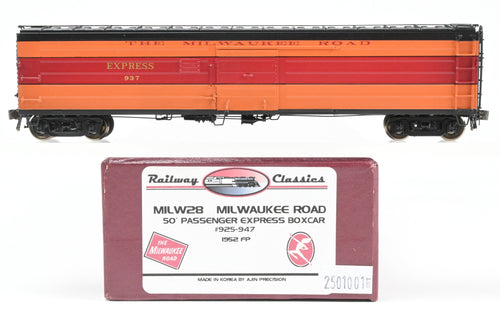 THE MILWAUKEE ROAD
EXPRESS
937
Railway Classics
MILW28 MILWAUKEE ROAD
50' PASSENGER EXPRESS BOXCAR
#925-947
1952 FP
THE
MILWAUKEE
ROAD
MADE IN KOREA BY AJIN PRECISION
2501001